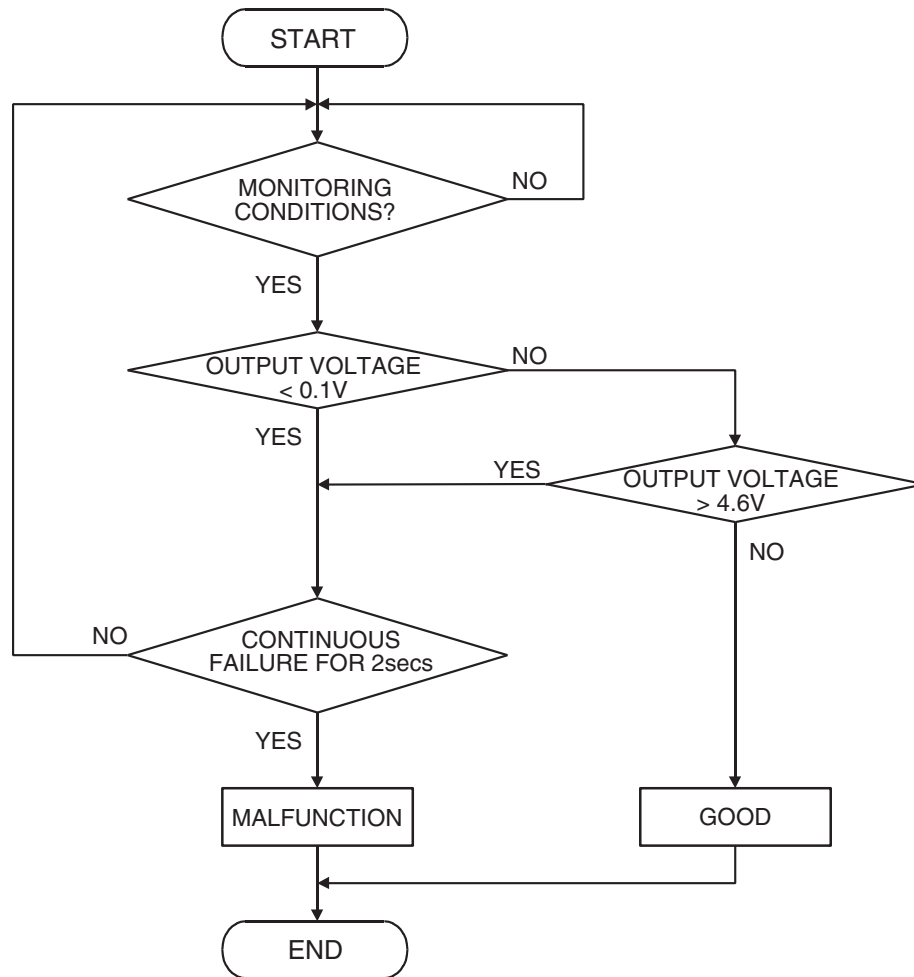 START
MONITORING
CONDITIONS?
NO
YES
OUTPUT VOLTAGE
< 0.1V
NO
YES
YES
OUTPUT VOLTAGE
> 4.6V
NO
NO
CONTINUOUS
FAILURE FOR 2secs
YES
MALFUNCTION
GOOD
END